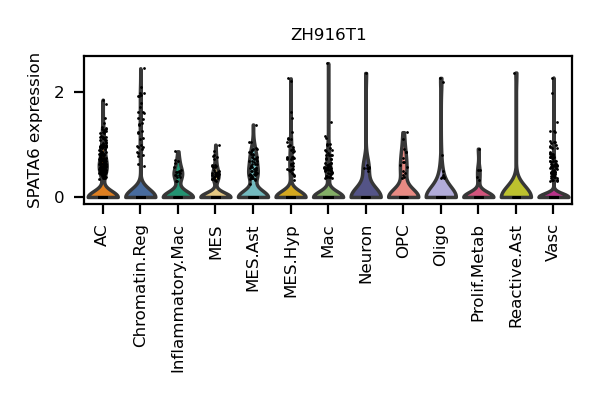 ZH916T1
SPATA6 expression
2
0
AC
Chromatin.Reg
Inflammatory.Mac
MES
MES.Ast
MES.Hyp
Mac
Neuron
OPC
Oligo
Prolif.Metab
Reactive.Ast
Vasc